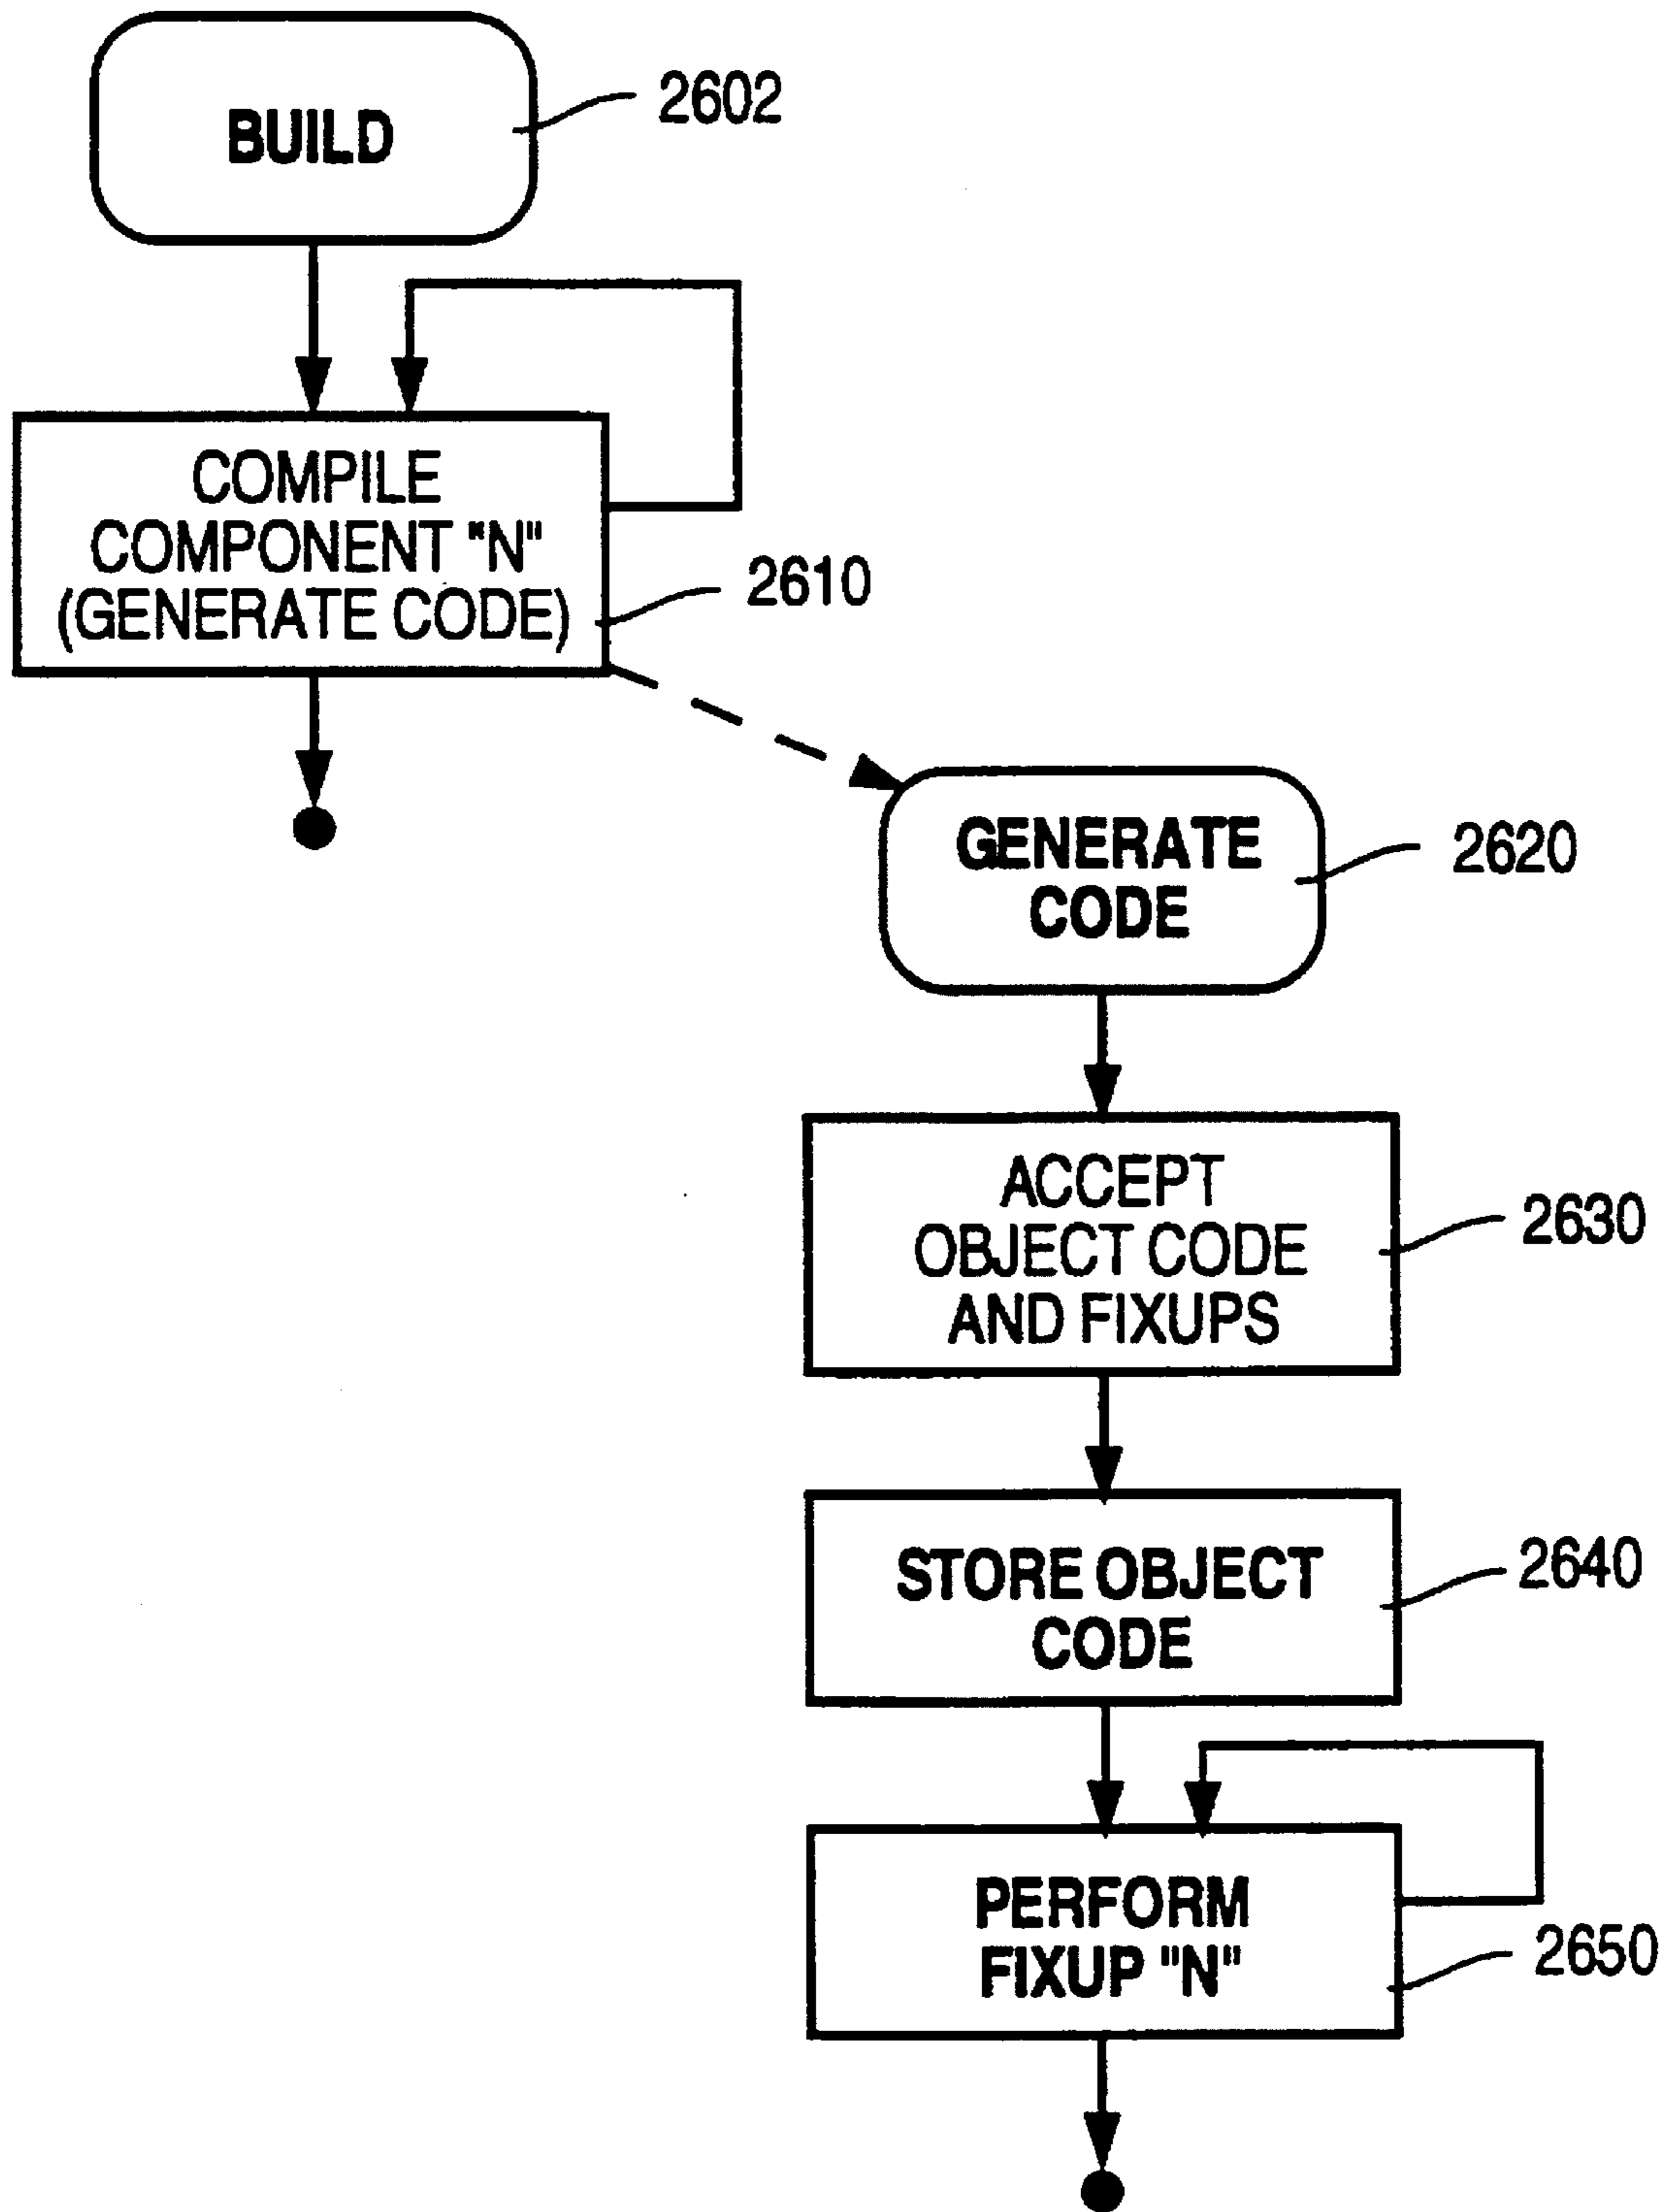 BUILD
2602
COMPILE
COMPONENT "N"
(GENERATE CODE)
2610
GENERATE
CODE
2620
ACCEPT
OBJECT CODE
AND FIXUPS
2630
STORE OBJECT
CODE
2640
PERFORM
FIXUP "N"
2650